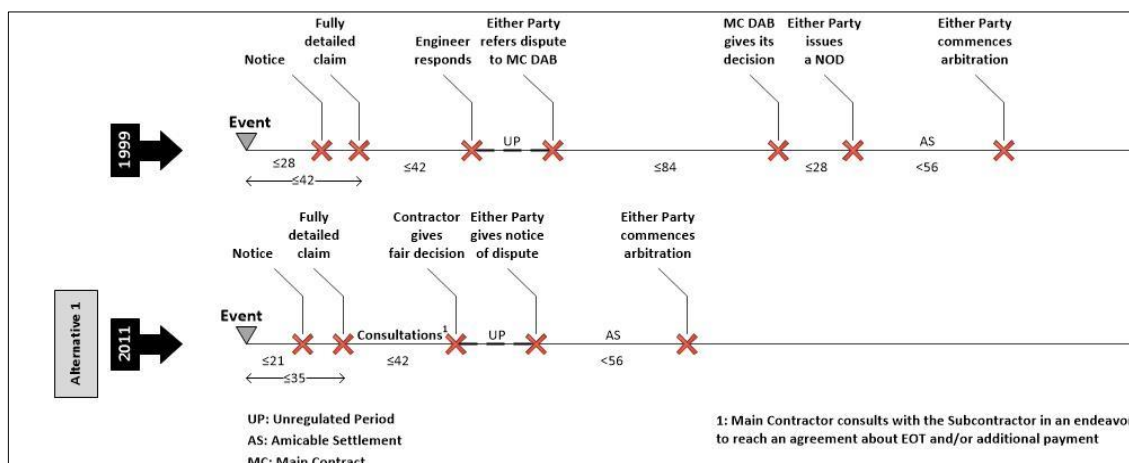 Fully
detailed
claim
Notice
Engineer
responds
Either Party
refers dispute
to MC DAB
MC DAB
gives its
decision
Either Party
issues
a NOD
Either Party
commences
arbitration
1999
Event
UP
AS
≤28
≤42
≤84
≤28
<56
≤42
Fully
detailed
claim
Notice
Contractor
gives
fair decision
Either Party
gives notice
of dispute
Either Party
commences
arbitration
Alternative 1
2011
Event
Consultations1
UP
AS
≤21
≤42
<56
≤35
UP: Unregulated Period
AS: Amicable Settlement
MC: Main Contract
1: Main Contractor consults with the Subcontractor in an endeavor
to reach an agreement about EOT and/or additional payment